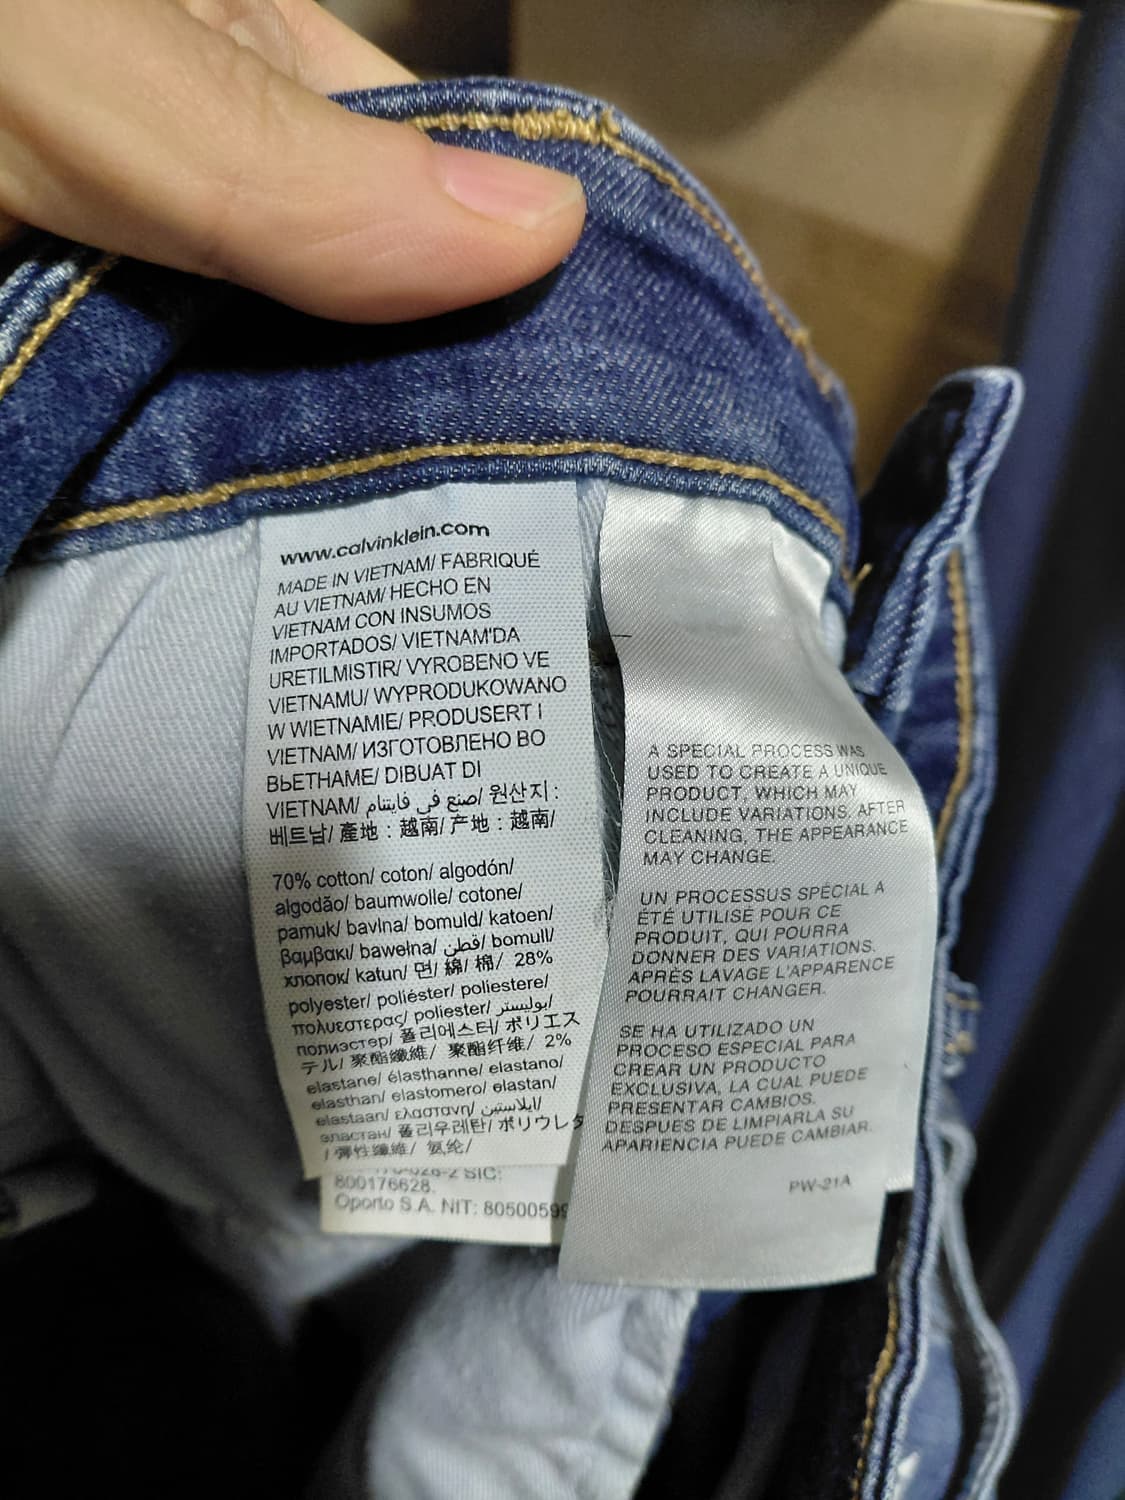 www.calvinklein.com
MADE IN VIETNAM/ FABRIQUÉ
AU VIETNAM/ HECHO EN
VIETNAM CON INSUMOS
IMPORTADOS/ VIETNAM'DA
URETILMISTIR/ VYROBENO VE
VIETNAMU/ WYPRODUKOWANO
W WIETNAMIE/ PRODUSERT I
VIETNAM/ ИЗГОТОВЛЕНО ВО
ВЬЕТНАМЕ/ DIBUAT DI
VIETNAM/ صنع في فايتنام/ 원산지 :
베트남/ 產地 : 越南/ 产地 : 越南/
70% cotton/ coton/ algodón/
algodão/ baumwolle/ cotone/
pamuk/ bavlna/ bomuld/ katoen/
βαμβακι/ bawełna/ قطن/ bomull/
хлопок/ katun/ 면/ 綿/ 棉/ 28%
polyester/ poliéster/ poliestere/
πολυεστερας/ poliester/ بوليستر/
полиэстер/ 폴리에스터/ ポリエス
テル/ 聚酯纖維/ 聚酯纤维/ 2%
elastane/ élasthanne/ elastano/
elasthan/ elastomero/ elastan/
elastaan/ ελαστανη/ ايلاستين/
эластан/ 폴리우레탄/ ポリウレタ
/ 彈性纖維/ 氨纶/
SIC:
800176628.
Oporto S.A. NIT: 80500599
A SPECIAL PROCESS WAS
USED TO CREATE A UNIQUE
PRODUCT, WHICH MAY
INCLUDE VARIATIONS. AFTER
CLEANING, THE APPEARANCE
MAY CHANGE.
UN PROCESSUS SPÉCIAL A
ÉTÉ UTILISÉ POUR CE
PRODUIT, QUI POURRA
DONNER DES VARIATIONS.
APRÈS LAVAGE L'APPARENCE
POURRAIT CHANGER.
SE HA UTILIZADO UN
PROCESO ESPECIAL PARA
CREAR UN PRODUCTO
EXCLUSIVA, LA CUAL PUEDE
PRESENTAR CAMBIOS.
DESPUES DE LIMPIARLA SU
APARIENCIA PUEDE CAMBIAR.
PW-21A